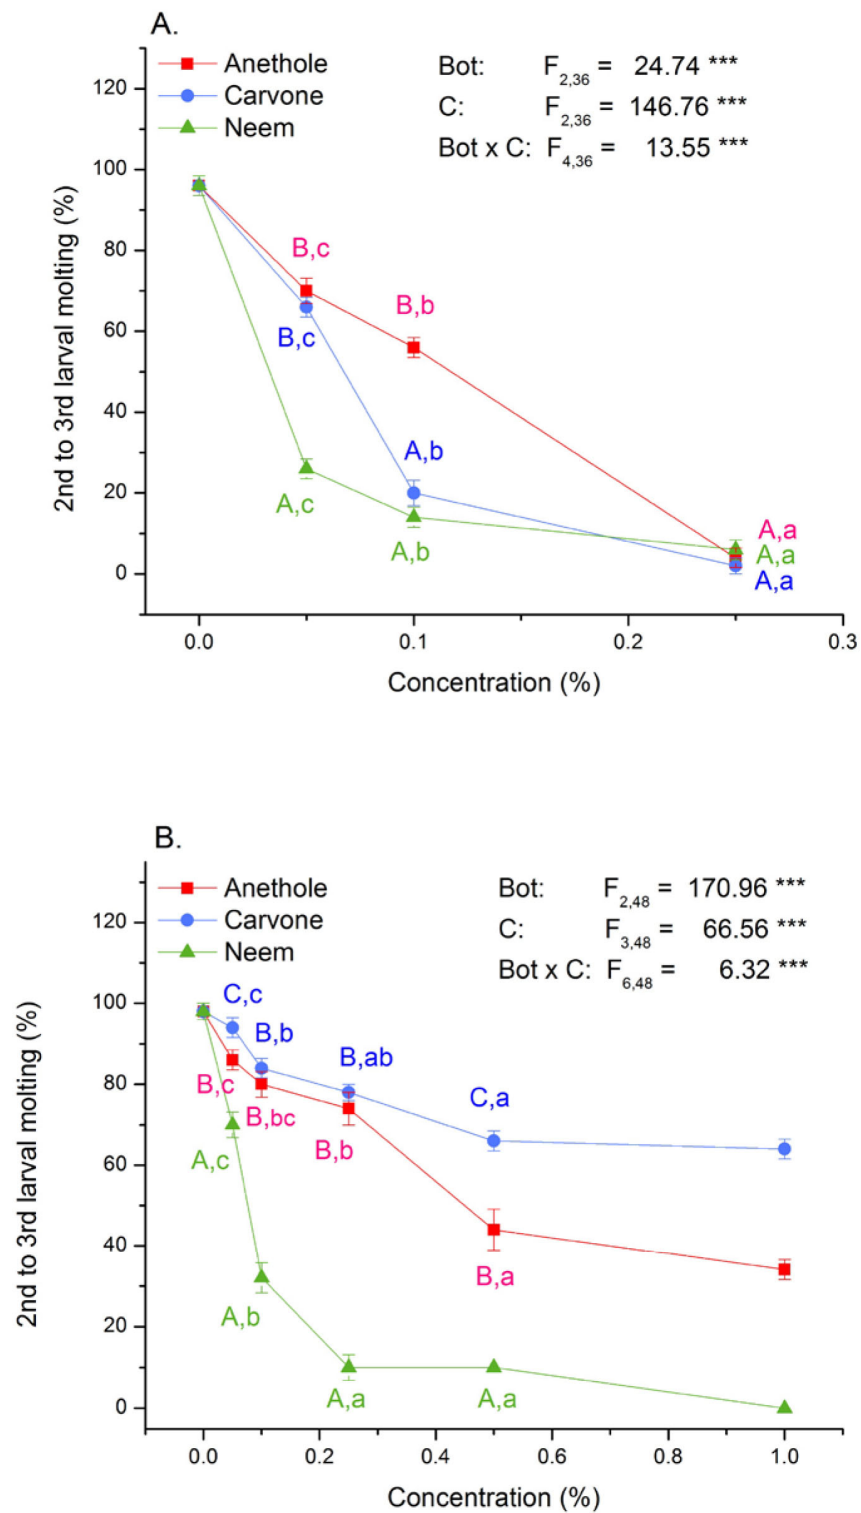 A.
Anethole
Carvone
Neem
Bot: F2,36 = 24.74 ***
C: F2,36 = 146.76 ***
Bot x C: F4,36 = 13.55 ***
2nd to 3rd larval molting (%)
120
100
80
60
40
20
0
B,c
B,b
B,c
A,b
A,c
A,b
A,a
A,a
A,a
0.0
0.1
0.2
0.3
Concentration (%)
B.
Anethole
Carvone
Neem
Bot: F2,48 = 170.96 ***
C: F3,48 = 66.56 ***
Bot x C: F6,48 = 6.32 ***
2nd to 3rd larval molting (%)
120
100
80
60
40
20
0
C,c
B,b
B,ab
C,a
B,c
B,bc
B,b
B,a
A,c
A,b
A,a
A,a
0.0
0.2
0.4
0.6
0.8
1.0
Concentration (%)